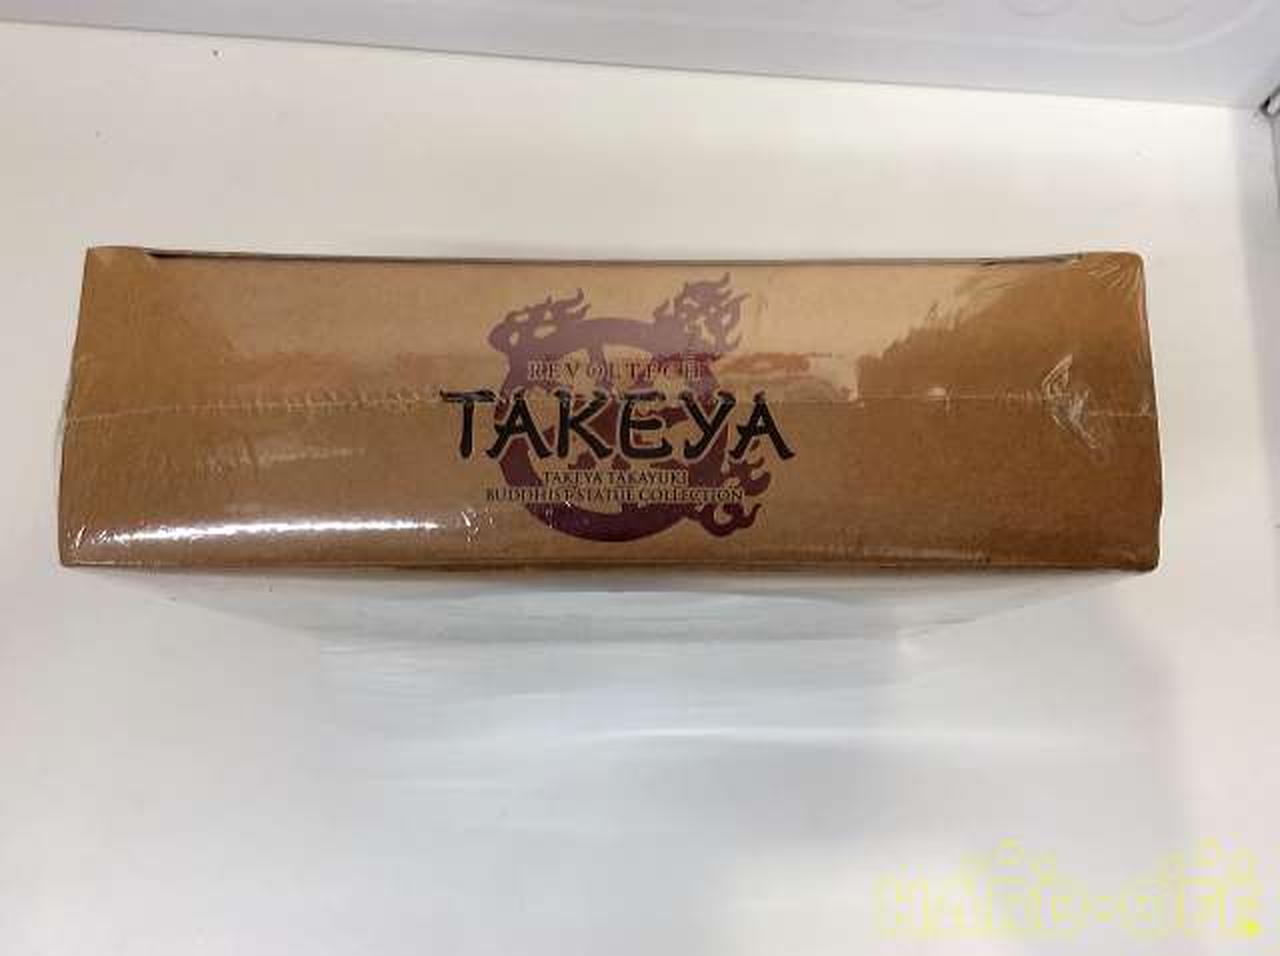 REVOLTECH
TAKEYA
TAKEYA TAKAYUKI
BUDDHIST STATUE COLLECTION
HARD-OFF